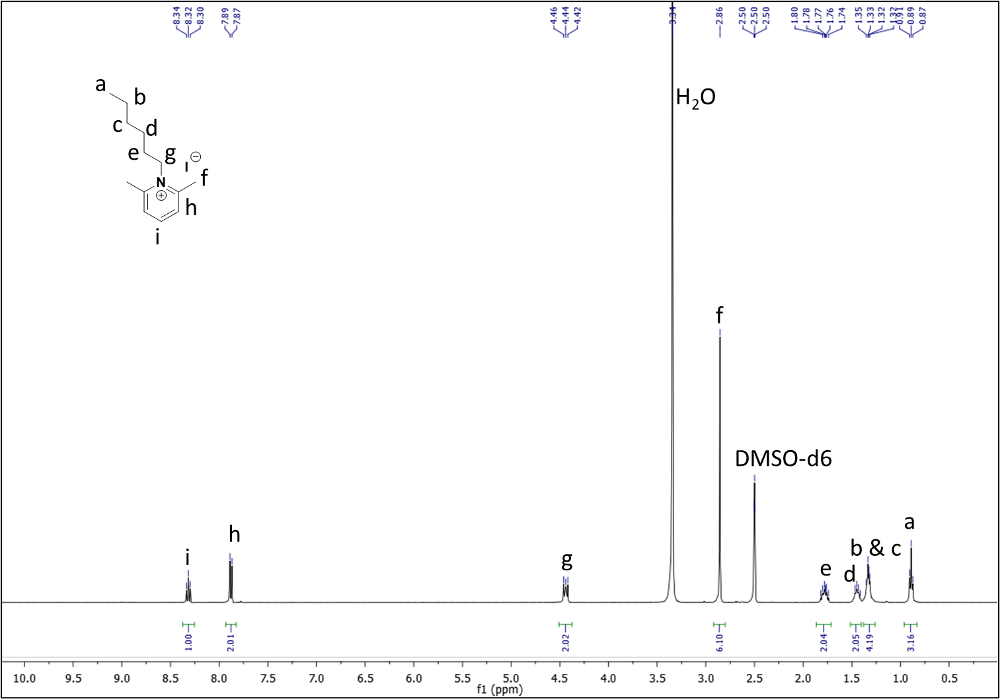 8.34 8.32 8.30 7.89 7.87 4.46 4.44 4.42 3.34 2.86 2.50 2.50 2.50 1.80 1.78 1.77 1.76 1.74 1.35 1.33 1.32 1.32 0.91 0.89 0.87
a
b
c d
e g
I ⊖
N f
⊕
h
i
H2O
f
DMSO-d6
a
h
b & c
i
g
e
d
1.00 2.01 2.02 6.10 2.04 2.05 4.19 3.16
10.0 9.5 9.0 8.5 8.0 7.5 7.0 6.5 6.0 5.5 5.0 4.5 4.0 3.5 3.0 2.5 2.0 1.5 1.0 0.5
f1 (ppm)